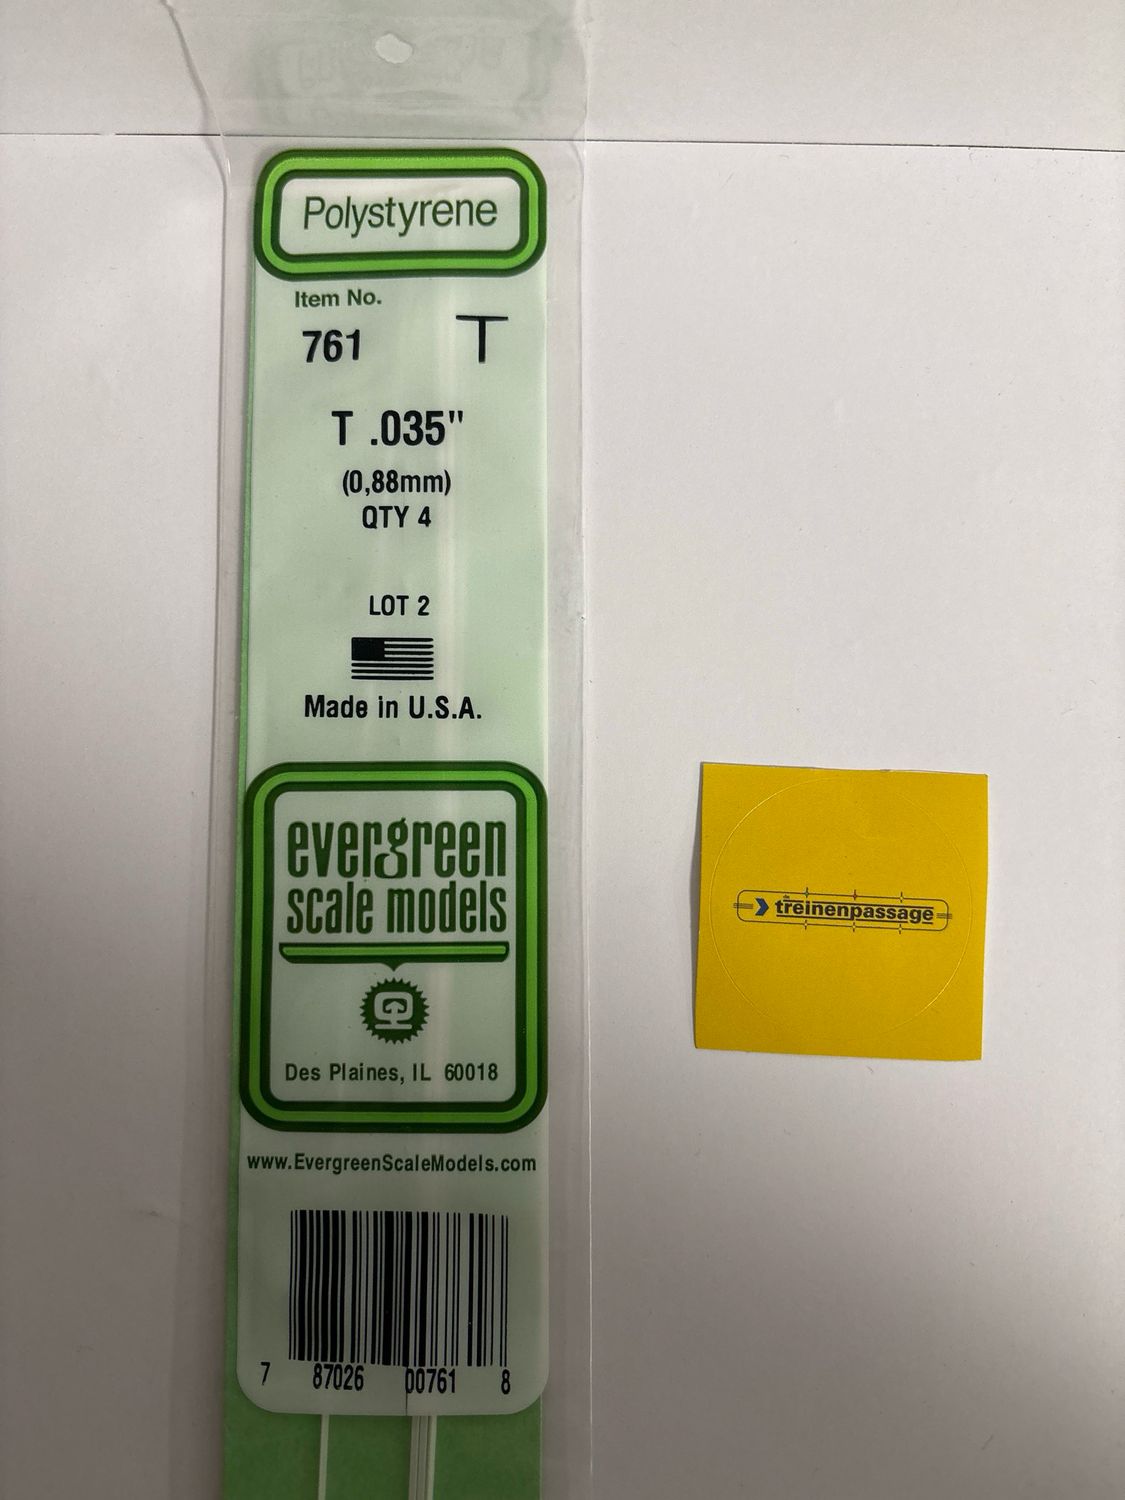 Polystyrene
Item No.
761
T
T .035"
(0,88mm)
QTY 4
LOT 2
Made in U.S.A.
evergreen
scale models
Des Plaines, IL 60018
www.EvergreenScaleModels.com
7 87026 00761 8
de
treinenpassage